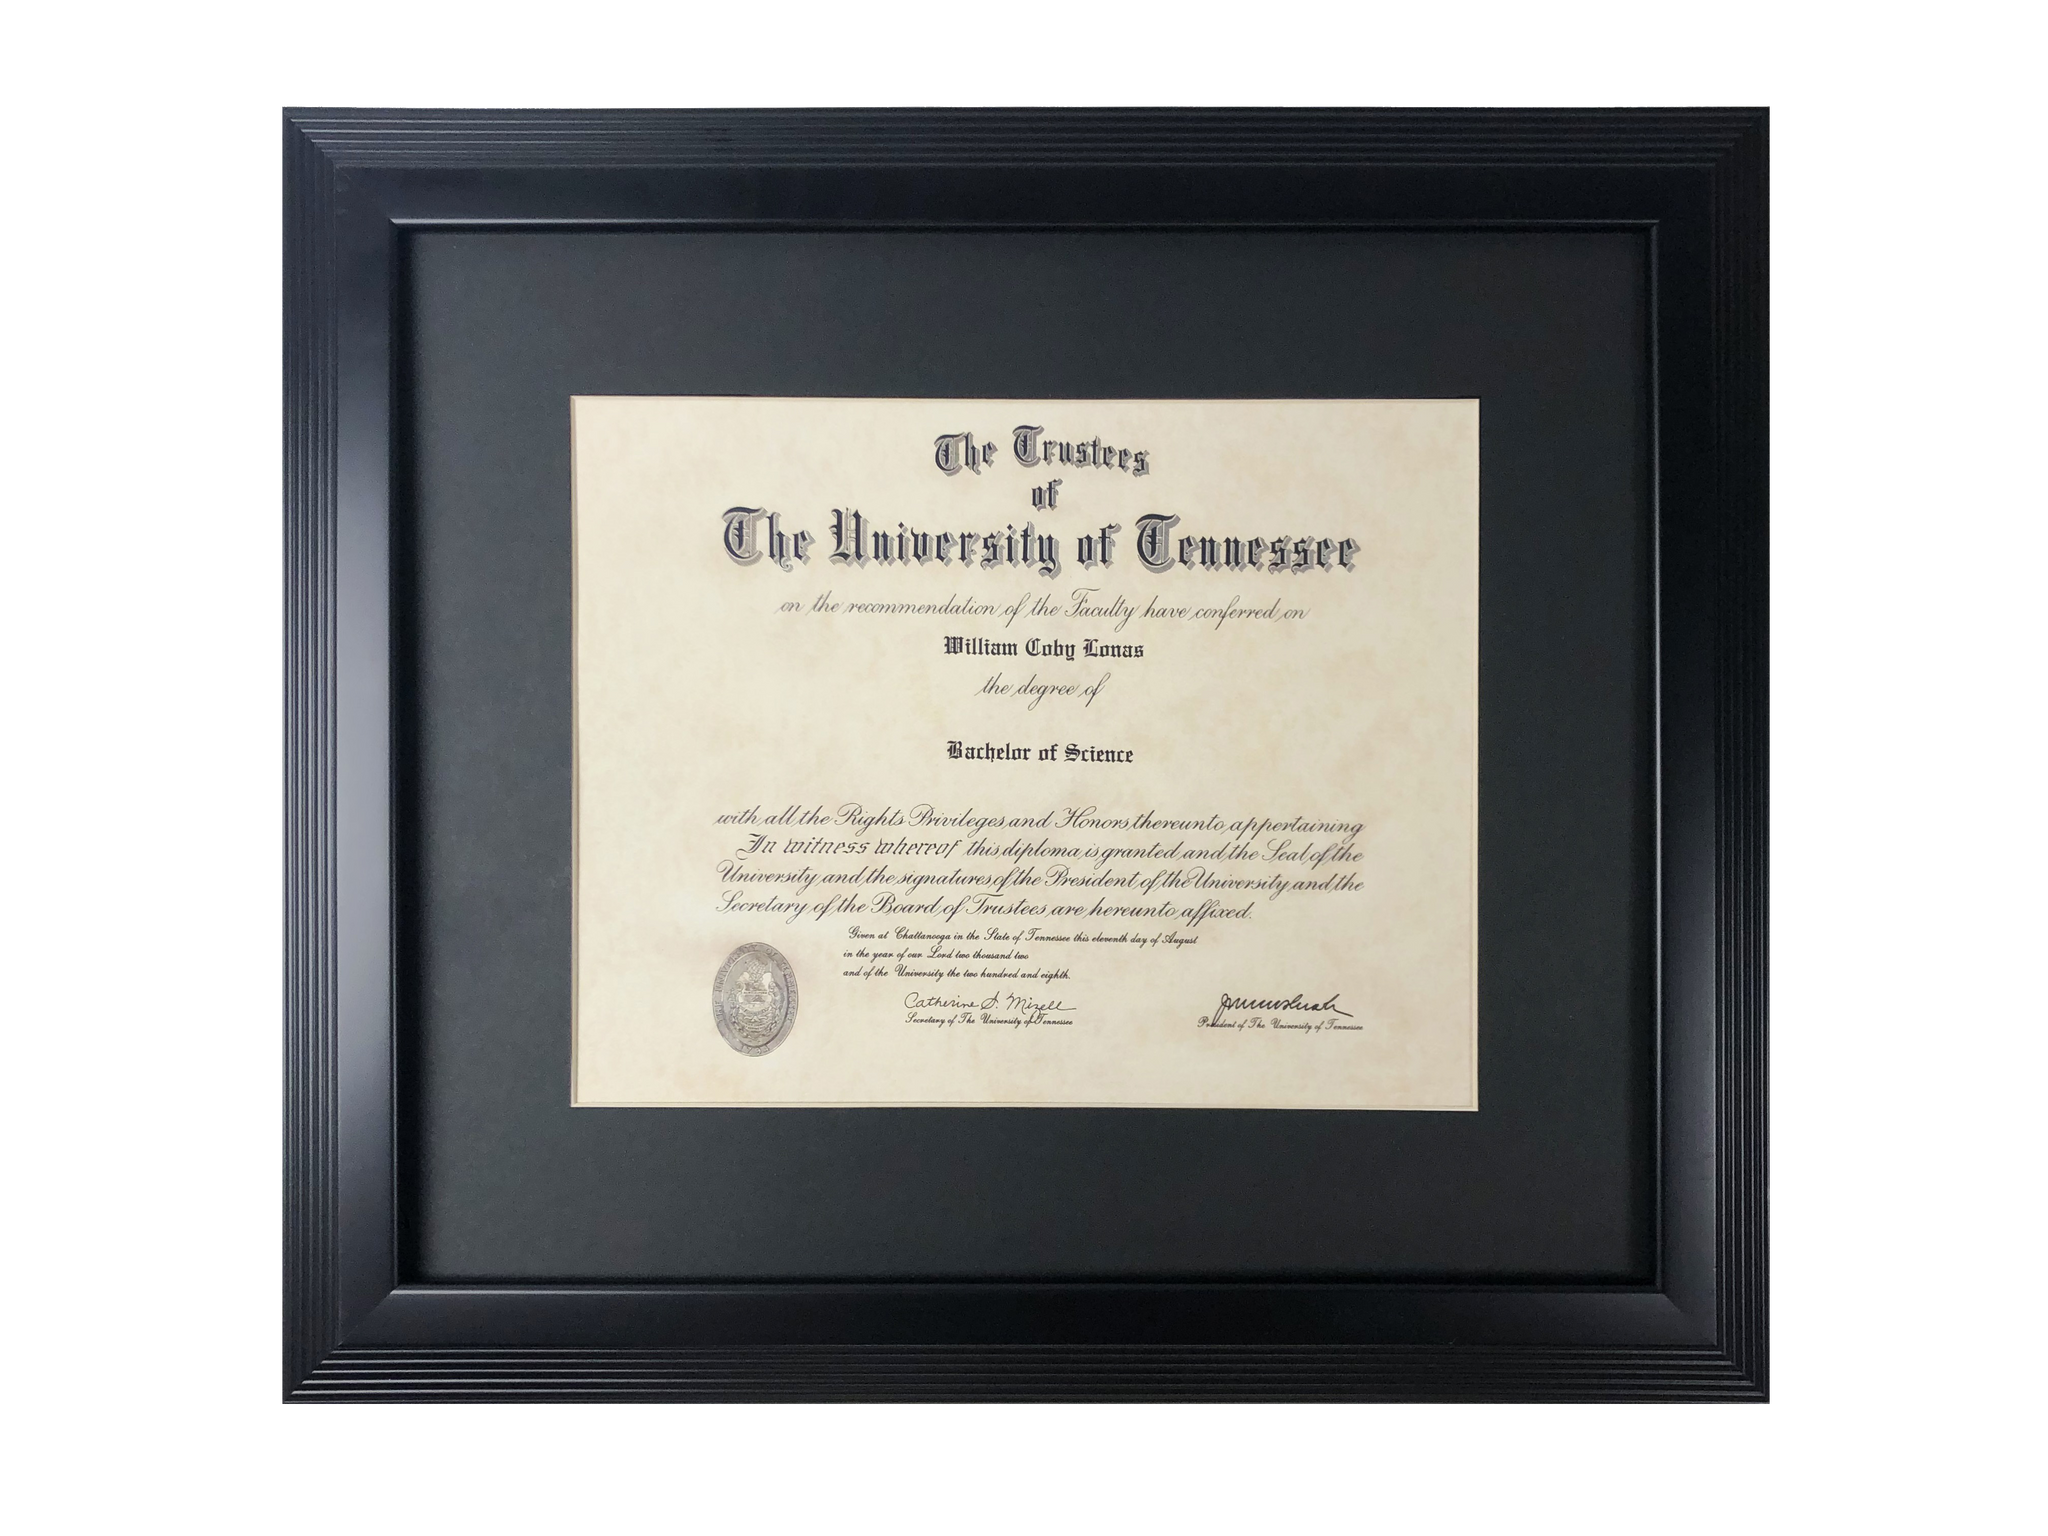 The Trustees
of
The University of Tennessee
on the recommendation of the Faculty have conferred on
William Coby Lonas
the degree of
Bachelor of Science
with all the Rights Privileges and Honors thereunto appertaining
In witness whereof this diploma is granted and the Seal of the
University and the signatures of the President of the University and the
Secretary of the Board of Trustees are hereunto affixed.
Given at Chattanooga in the State of Tennessee this eleventh day of August
in the year of our Lord two thousand two
and of the University the two hundred and eighth.
Catherine S. Mizell
Secretary of The University of Tennessee
President of The University of Tennessee